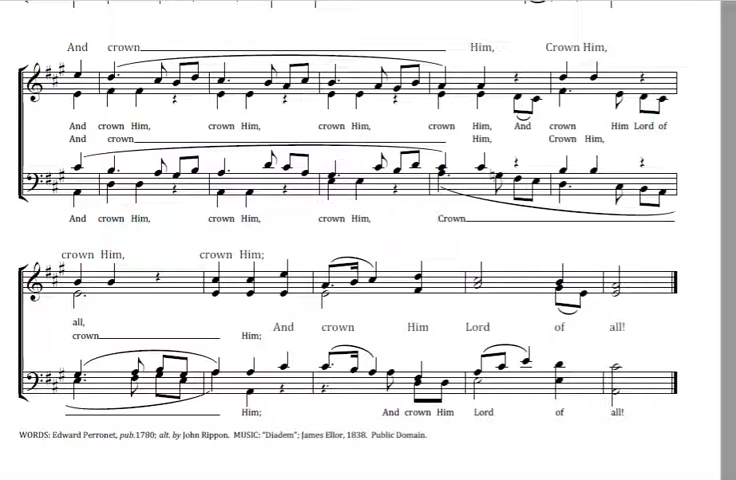 And crown Him, Crown Him,
And crown Him, crown Him, crown Him, crown Him, And crown Him Lord of
And crown Him, Crown Him,
And crown Him, crown Him, crown Him, Crown
crown Him, crown Him;
all, And crown Him Lord of all!
crown Him;
Him; And crown Him Lord of all!
WORDS: Edward Perronet, pub.1780; alt. by John Rippon. MUSIC: "Diadem"; James Ellor, 1838. Public Domain.